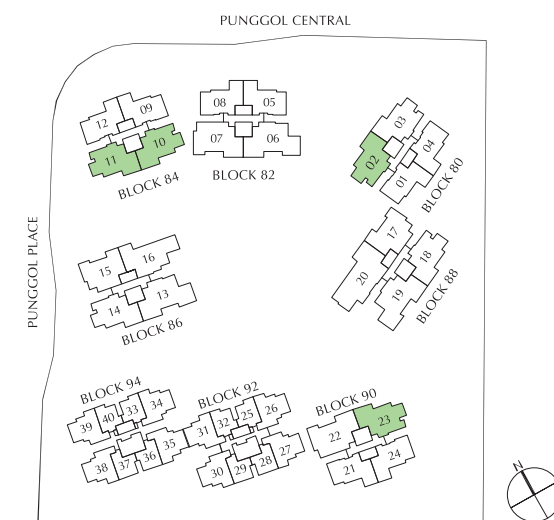 PUNGGOL CENTRAL
PUNGGOL PLACE
12 09
11 10
BLOCK 84
08 05
07 06
BLOCK 82
03
02 04
01
BLOCK 80
15 16
14 13
BLOCK 86
17
20 18
19
BLOCK 88
BLOCK 94
39 40 33 34
38 37 36 35
BLOCK 92
31 32 25 26
30 29 28 27
BLOCK 90
22 23
21 24
N